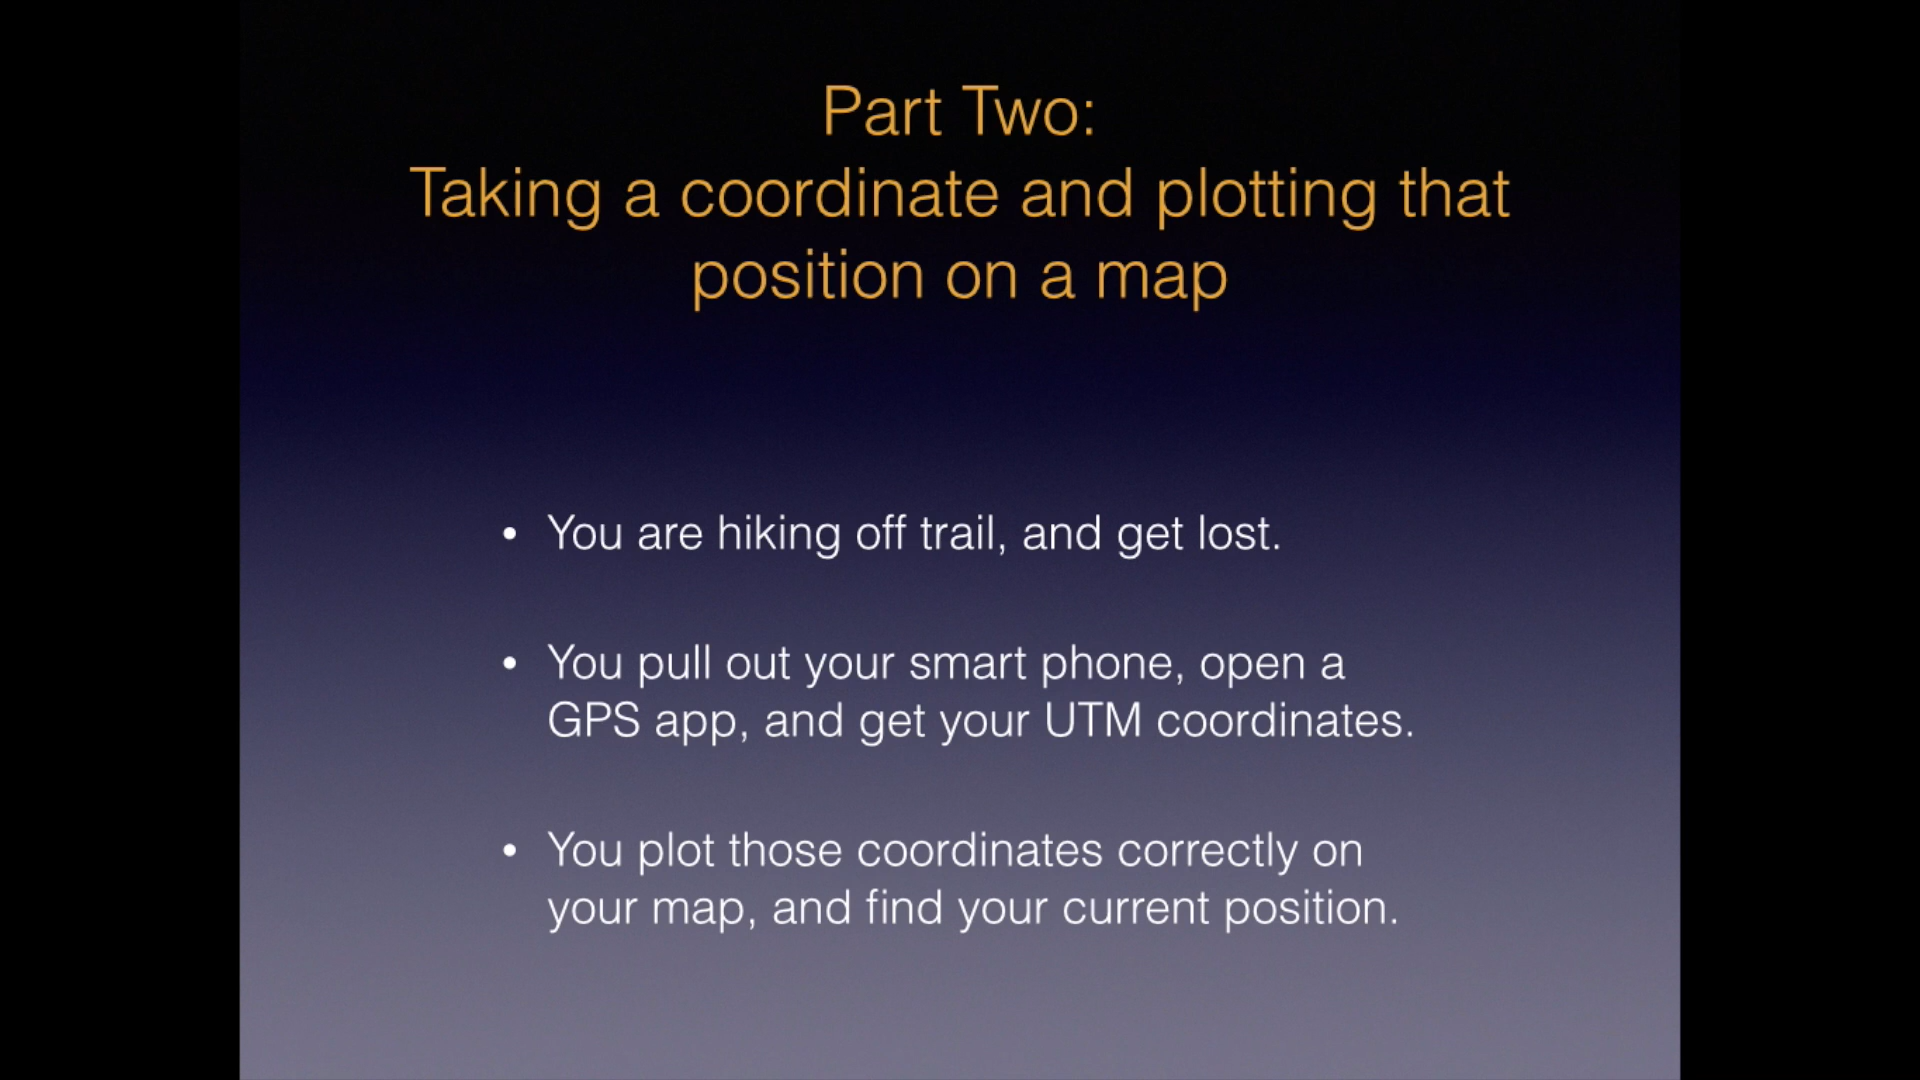 Part Two:
Taking a coordinate and plotting that
position on a map
• You are hiking off trail, and get lost.
• You pull out your smart phone, open a
GPS app, and get your UTM coordinates.
• You plot those coordinates correctly on
your map, and find your current position.